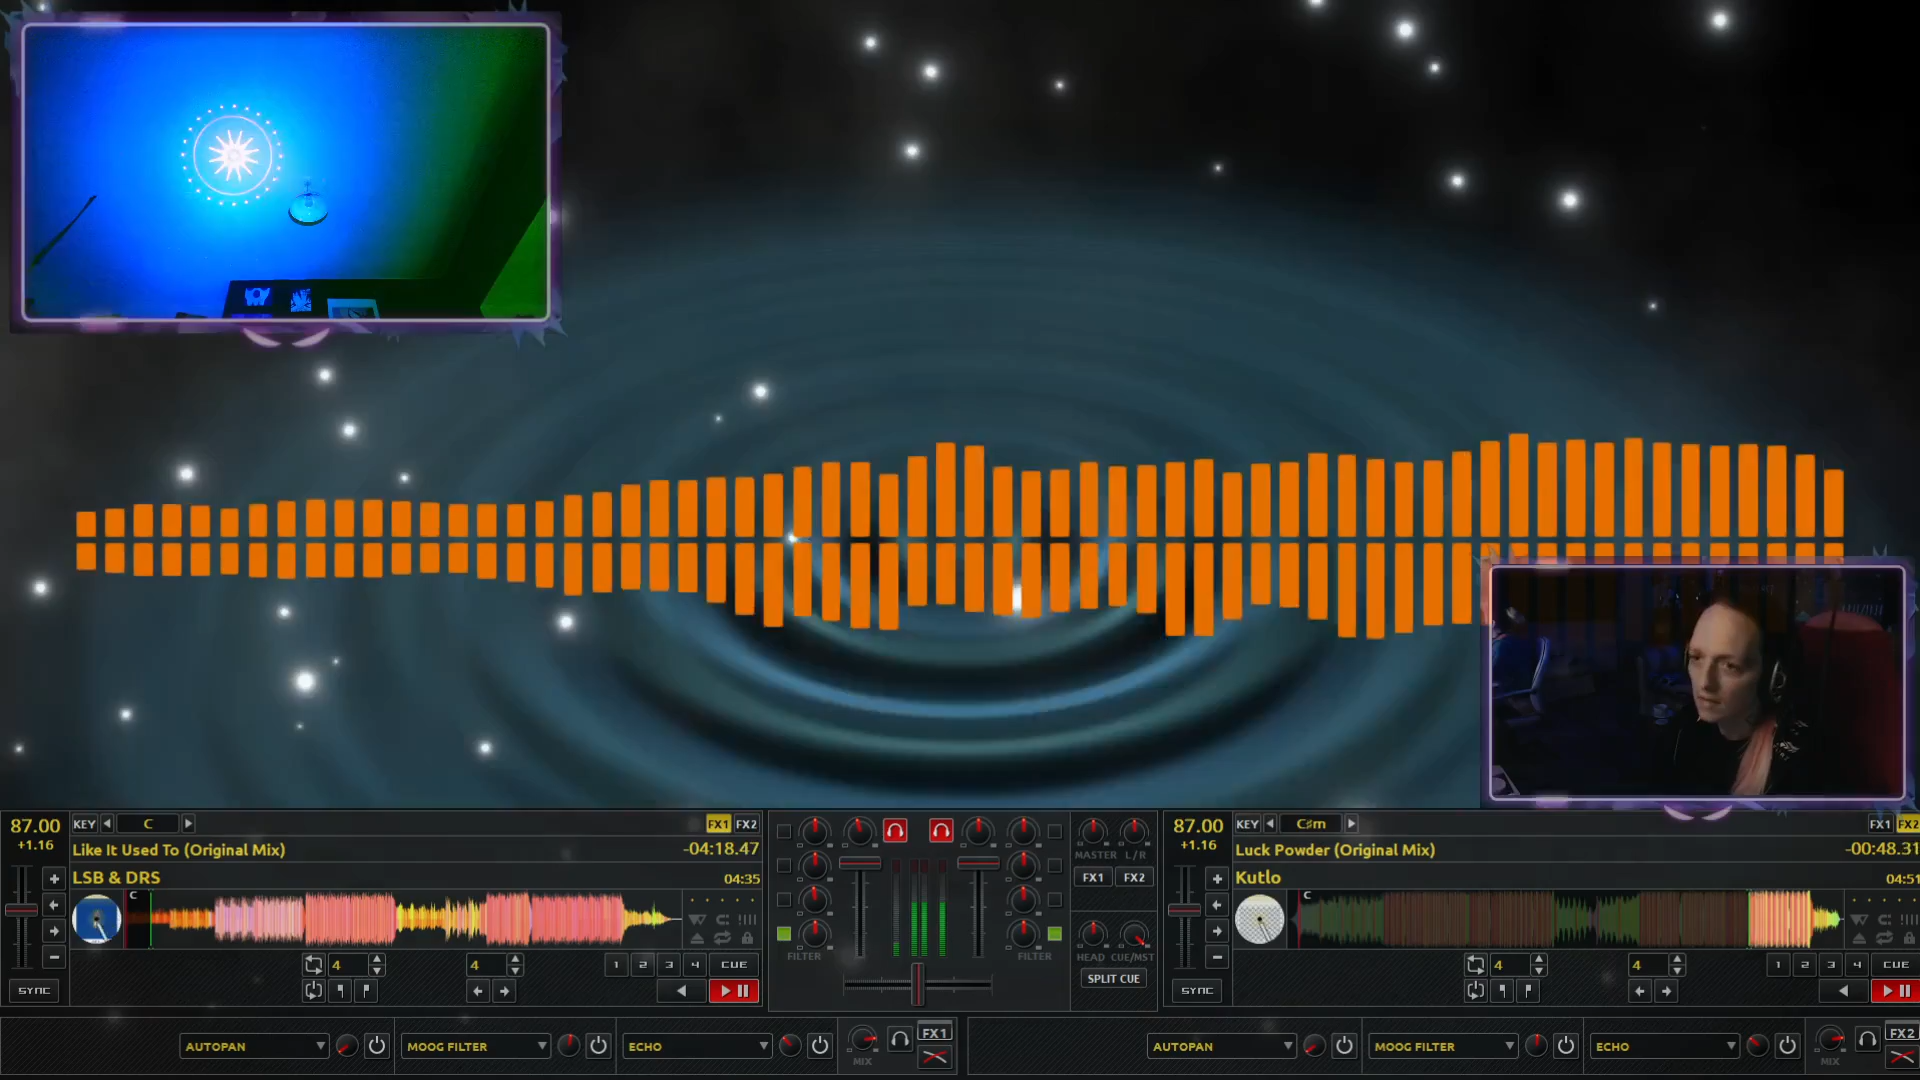 87.00
+1.16
KEY
C
FX1
FX2
Like It Used To (Original Mix)
-04:18.47
LSB & DRS
04:35
C
4
4
1
2
3
4
CUE
SYNC
FILTER
FILTER
MASTER
L/R
FX1
FX2
HEAD
CUE/MST
SPLIT CUE
87.00
+1.16
KEY
C#m
FX1
FX2
Luck Powder (Original Mix)
-00:48.31
Kutlo
04:51
C
4
4
1
2
3
4
CUE
SYNC
AUTOPAN
MOOG FILTER
ECHO
MIX
FX1
AUTOPAN
MOOG FILTER
ECHO
MIX
FX2